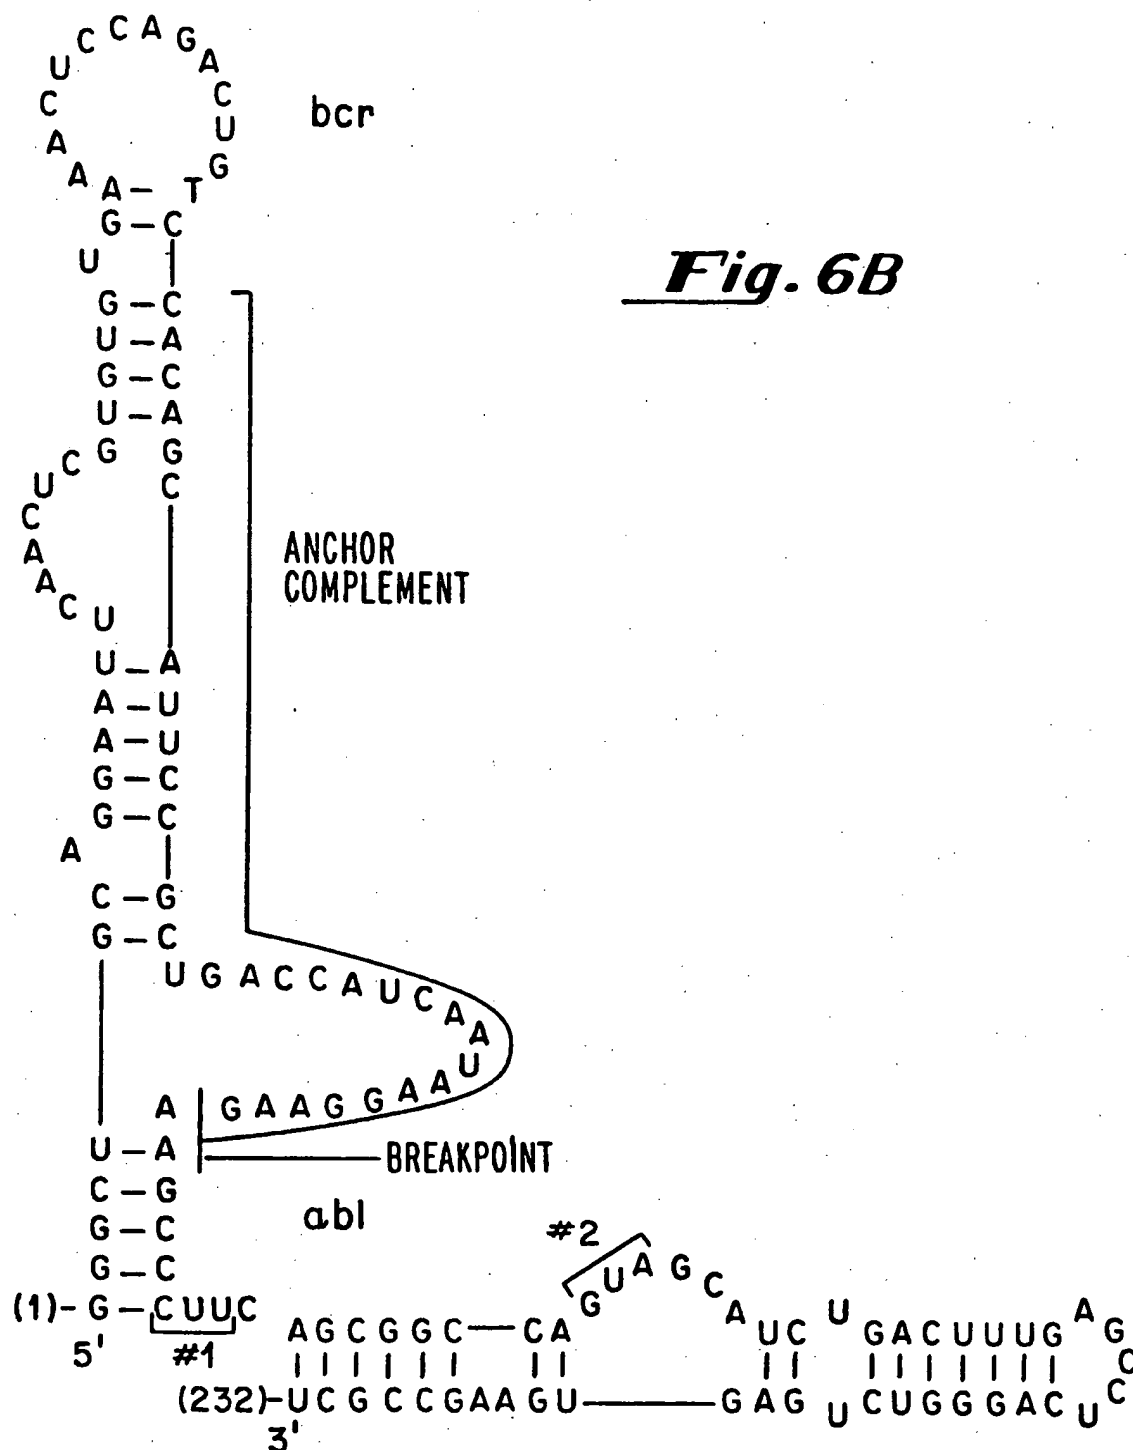 C C A G
U A
C C
A U
A G
bcr
A – T
G – C
U
Fig. 6B
G – C
U – A
G – C
U – A
G G
C C
U
C
A
A
C
U
ANCHOR
COMPLEMENT
U – A
A – U
A – U
G – C
G – C
A
C – G
G – C
U G A C C A U C A A U
A G A A G G A A
U – A
BREAKPOINT
C – G
abl
G – C
G – C
#2
G U A G C A
(1)- G – C U U C
5'
#1
A G C G G C — C A U C U G A C U U U G A G C C
(232)- U C G C C G A A G U — G A G U C U G G G A C U
3'